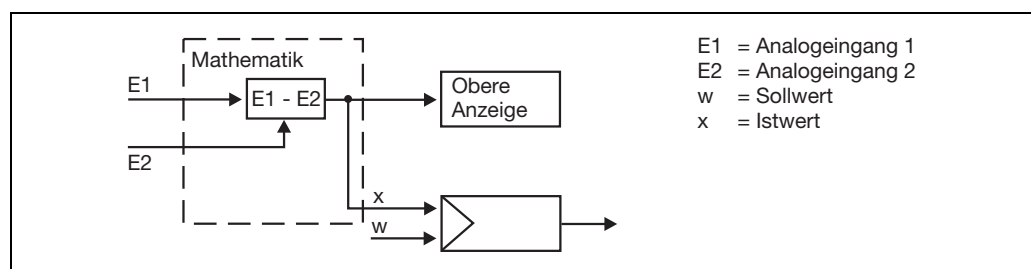 Mathematik
E1
E1 - E2
E2
Obere
Anzeige
x
w
E1 = Analogeingang 1
E2 = Analogeingang 2
w = Sollwert
x = Istwert